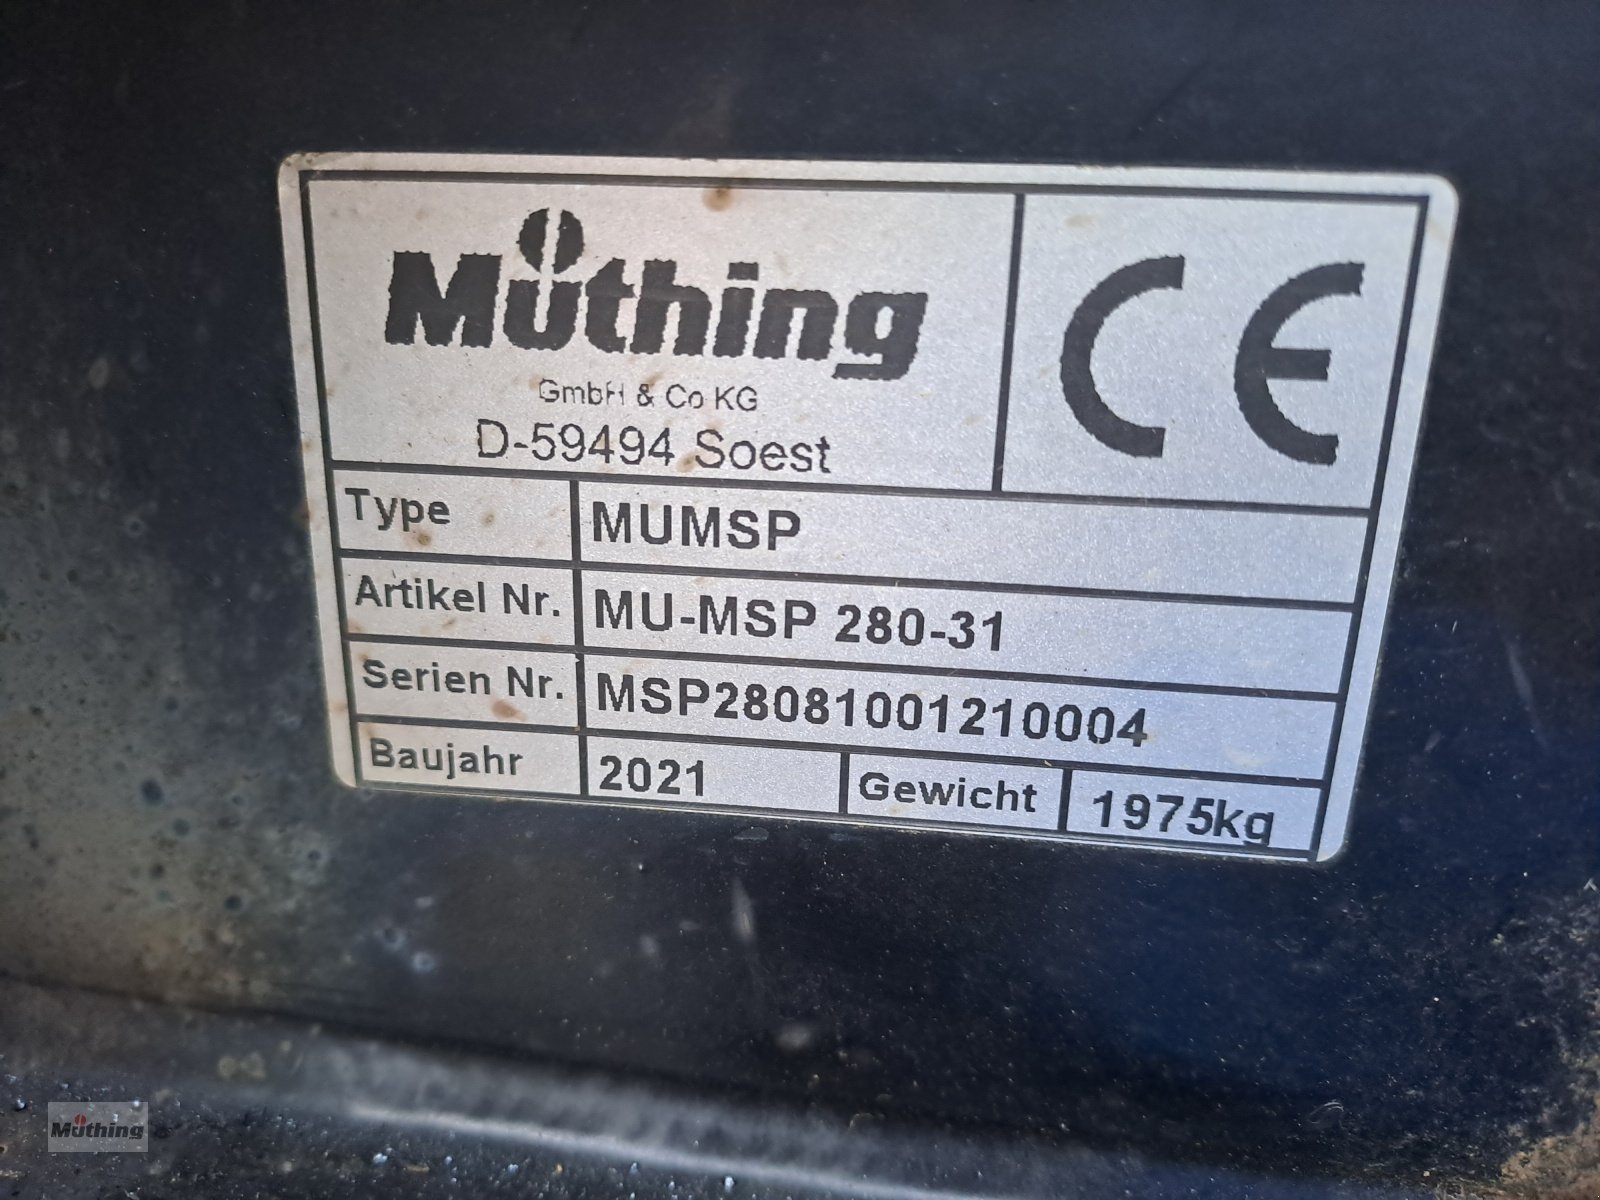 Müthing
GmbH & Co KG
D-59494 Soest
CE
Type MUMSP
Artikel Nr. MU-MSP 280-31
Serien Nr. MSP28081001210004
Baujahr 2021 Gewicht 1975kg
Müthing